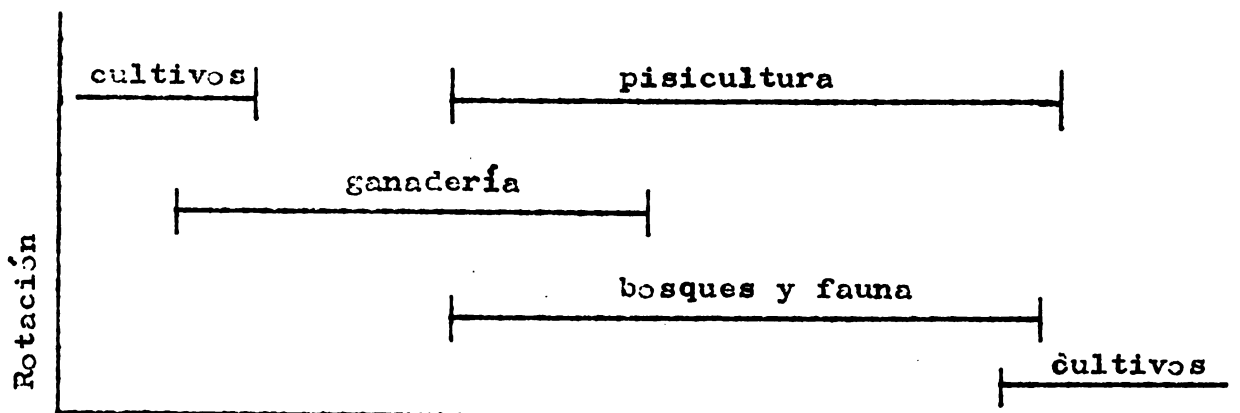 cultivos
pisicultura
ganadería
bosques y fauna
cultivos
Rotación